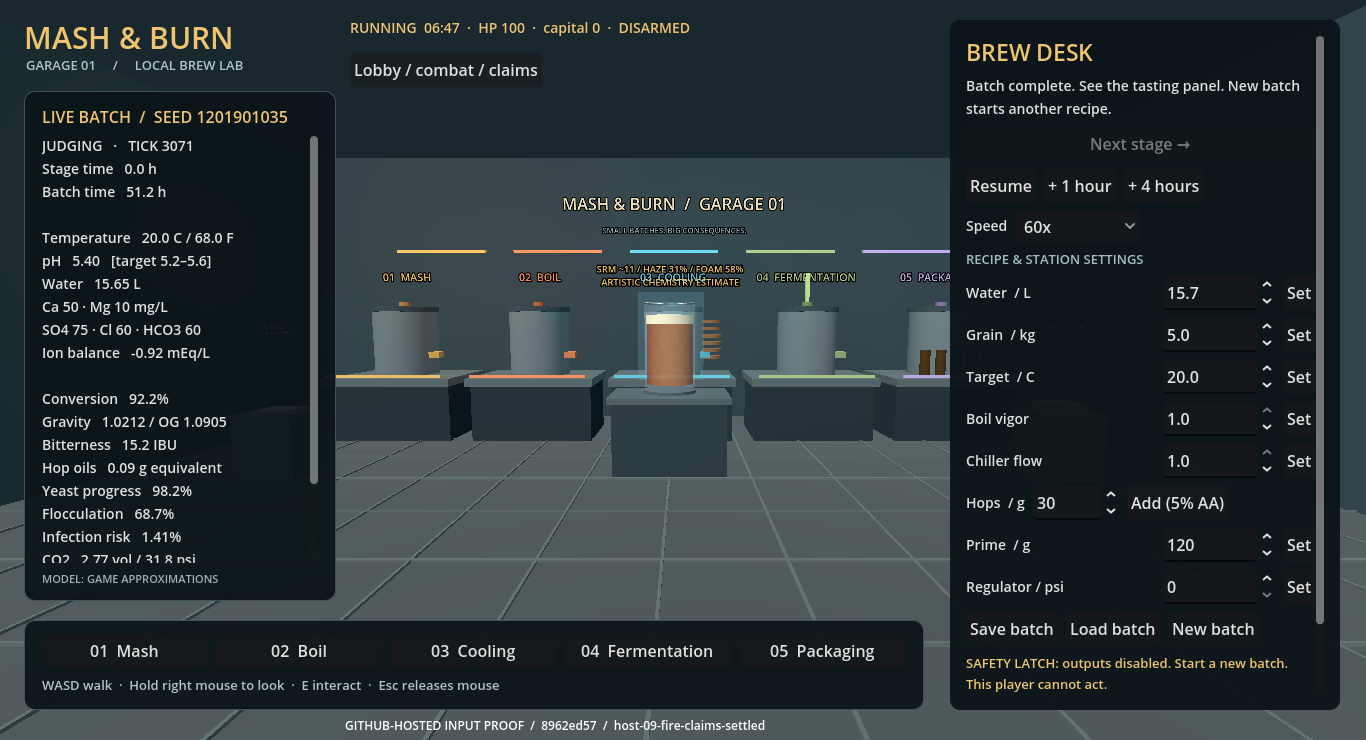 MASH & BURN
GARAGE 01 / LOCAL BREW LAB
RUNNING 06:47 · HP 100 · capital 0 · DISARMED
Lobby / combat / claims
LIVE BATCH / SEED 1201901035
JUDGING · TICK 3071
Stage time 0.0 h
Batch time 51.2 h
Temperature 20.0 C / 68.0 F
pH 5.40 [target 5.2–5.6]
Water 15.65 L
Ca 50 · Mg 10 mg/L
SO4 75 · Cl 60 · HCO3 60
Ion balance -0.92 mEq/L
Conversion 92.2%
Gravity 1.0212 / OG 1.0905
Bitterness 15.2 IBU
Hop oils 0.09 g equivalent
Yeast progress 98.2%
Flocculation 68.7%
Infection risk 1.41%
CO2 2.77 vol / 31.8 psi
MODEL: GAME APPROXIMATIONS
MASH & BURN / GARAGE 01
SMALL BATCHES. BIG CONSEQUENCES.
SRM ~11 / HAZE 31% / FOAM 58%
ARTISTIC CHEMISTRY ESTIMATE
01 MASH
02 BOIL
03 COOLING
04 FERMENTATION
05 PACKA
BREW DESK
Batch complete. See the tasting panel. New batch
starts another recipe.
Next stage →
Resume + 1 hour + 4 hours
Speed 60x
RECIPE & STATION SETTINGS
Water / L 15.7 Set
Grain / kg 5.0 Set
Target / C 20.0 Set
Boil vigor 1.0 Set
Chiller flow 1.0 Set
Hops / g 30 Add (5% AA)
Prime / g 120 Set
Regulator / psi 0 Set
Save batch Load batch New batch
SAFETY LATCH: outputs disabled. Start a new batch.
This player cannot act.
01 Mash 02 Boil 03 Cooling 04 Fermentation 05 Packaging
WASD walk · Hold right mouse to look · E interact · Esc releases mouse
GITHUB-HOSTED INPUT PROOF / 8962ed57 / host-09-fire-claims-settled